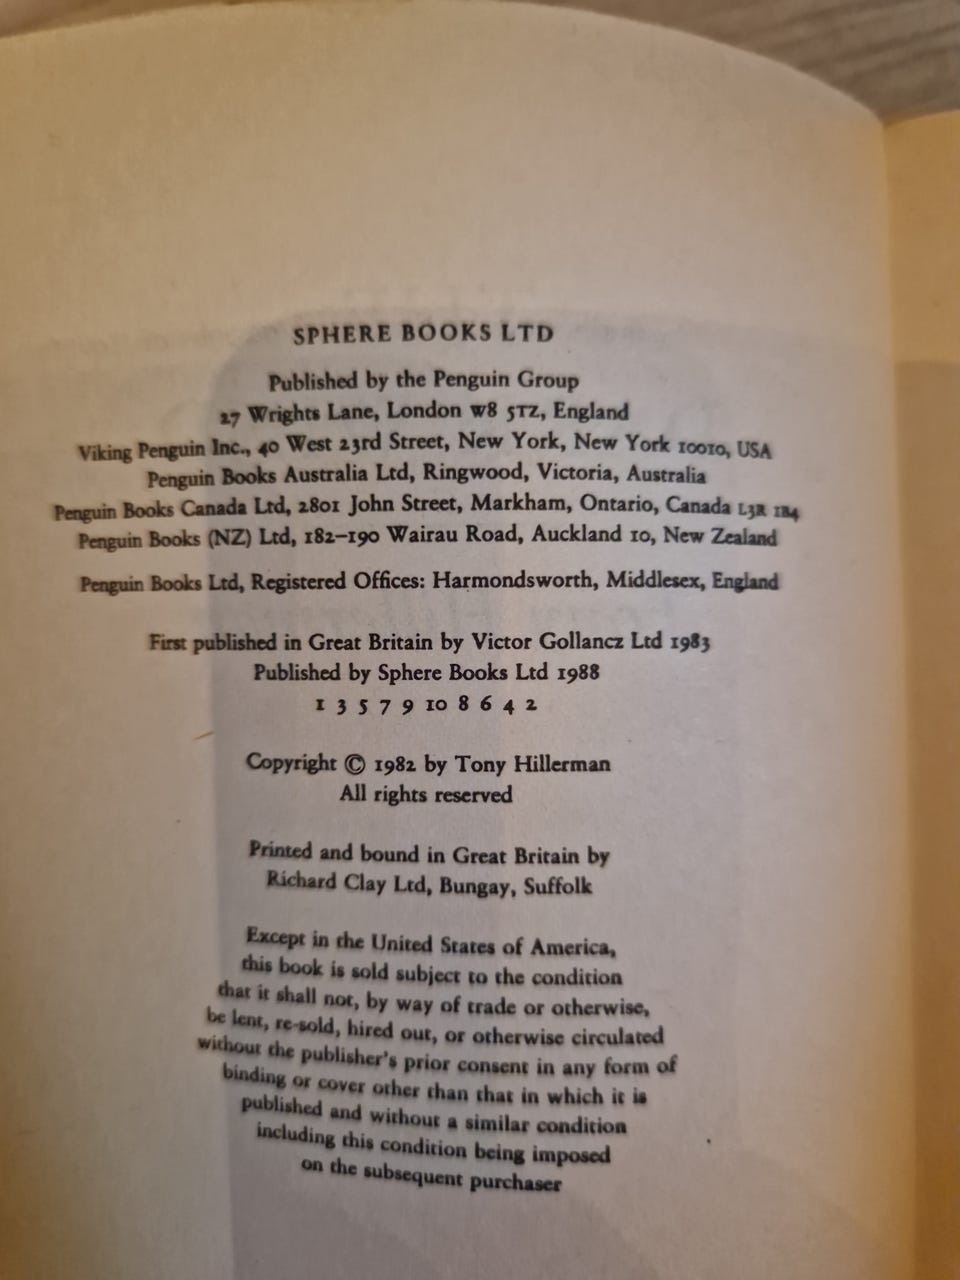 SPHERE BOOKS LTD
Published by the Penguin Group
27 Wrights Lane, London W8 5TZ, England
Viking Penguin Inc., 40 West 23rd Street, New York, New York 10010, USA
Penguin Books Australia Ltd, Ringwood, Victoria, Australia
Penguin Books Canada Ltd, 2801 John Street, Markham, Ontario, Canada L3R 1B4
Penguin Books (NZ) Ltd, 182–190 Wairau Road, Auckland 10, New Zealand
Penguin Books Ltd, Registered Offices: Harmondsworth, Middlesex, England
First published in Great Britain by Victor Gollancz Ltd 1983
Published by Sphere Books Ltd 1988
1 3 5 7 9 10 8 6 4 2
Copyright © 1982 by Tony Hillerman
All rights reserved
Printed and bound in Great Britain by
Richard Clay Ltd, Bungay, Suffolk
Except in the United States of America,
this book is sold subject to the condition
that it shall not, by way of trade or otherwise,
be lent, re-sold, hired out, or otherwise circulated
without the publisher's prior consent in any form of
binding or cover other than that in which it is
published and without a similar condition
including this condition being imposed
on the subsequent purchaser